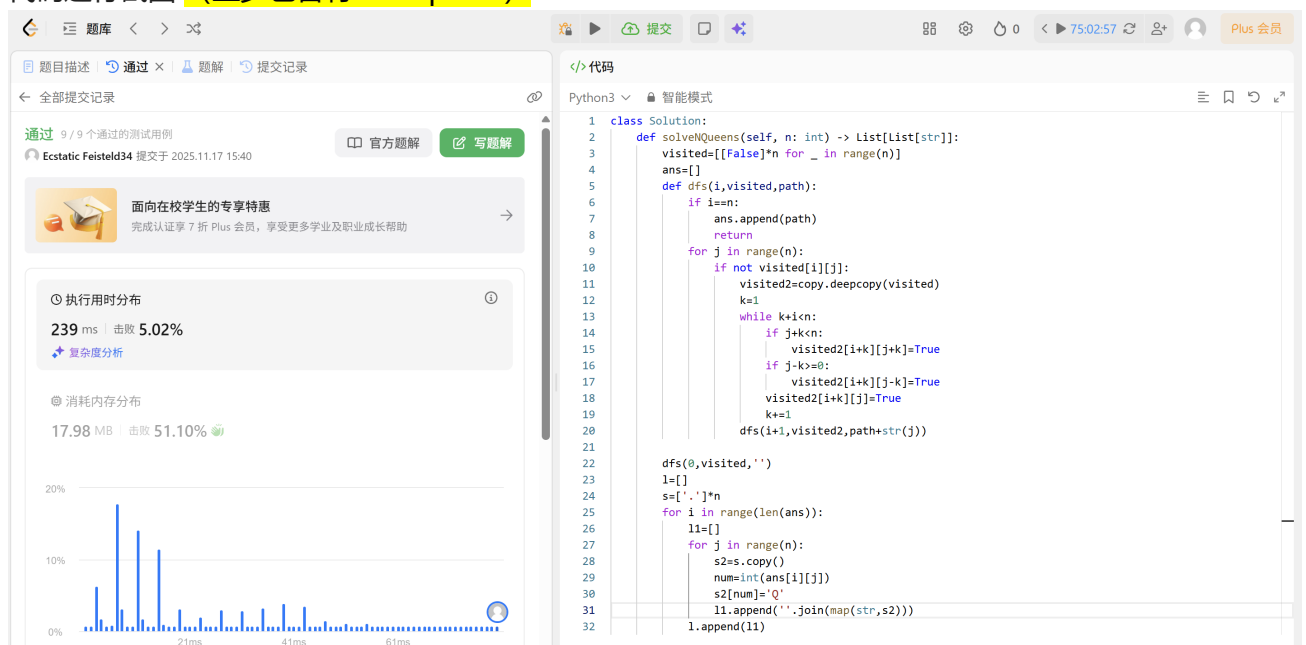 题库
提交
0
75:02:57
Plus 会员
题目描述
通过
题解
提交记录
全部提交记录
通过 9 / 9 个通过的测试用例
Ecstatic Feisteld34 提交于 2025.11.17 15:40
官方题解
写题解
面向在校学生的专享特惠
完成认证享 7 折 Plus 会员，享受更多学业及职业成长帮助
执行用时分布
239 ms 击败 5.02%
复杂度分析
消耗内存分布
17.98 MB 击败 51.10%
20%
10%
0%
21ms 41ms 61ms
</>代码
Python3 智能模式
1 class Solution:
2 def solveNQueens(self, n: int) -> List[List[str]]:
3 visited=[[False]*n for _ in range(n)]
4 ans=[]
5 def dfs(i,visited,path):
6 if i==n:
7 ans.append(path)
8 return
9 for j in range(n):
10 if not visited[i][j]:
11 visited2=copy.deepcopy(visited)
12 k=1
13 while k+i<n:
14 if j+k<n:
15 visited2[i+k][j+k]=True
16 if j-k>=0:
17 visited2[i+k][j-k]=True
18 visited2[i+k][j]=True
19 k+=1
20 dfs(i+1,visited2,path+str(j))
21
22 dfs(0,visited,'')
23 l=[]
24 s=['.']*n
25 for i in range(len(ans)):
26 l1=[]
27 for j in range(n):
28 s2=s.copy()
29 num=int(ans[i][j])
30 s2[num]='Q'
31 l1.append(''.join(map(str,s2)))
32 l.append(l1)